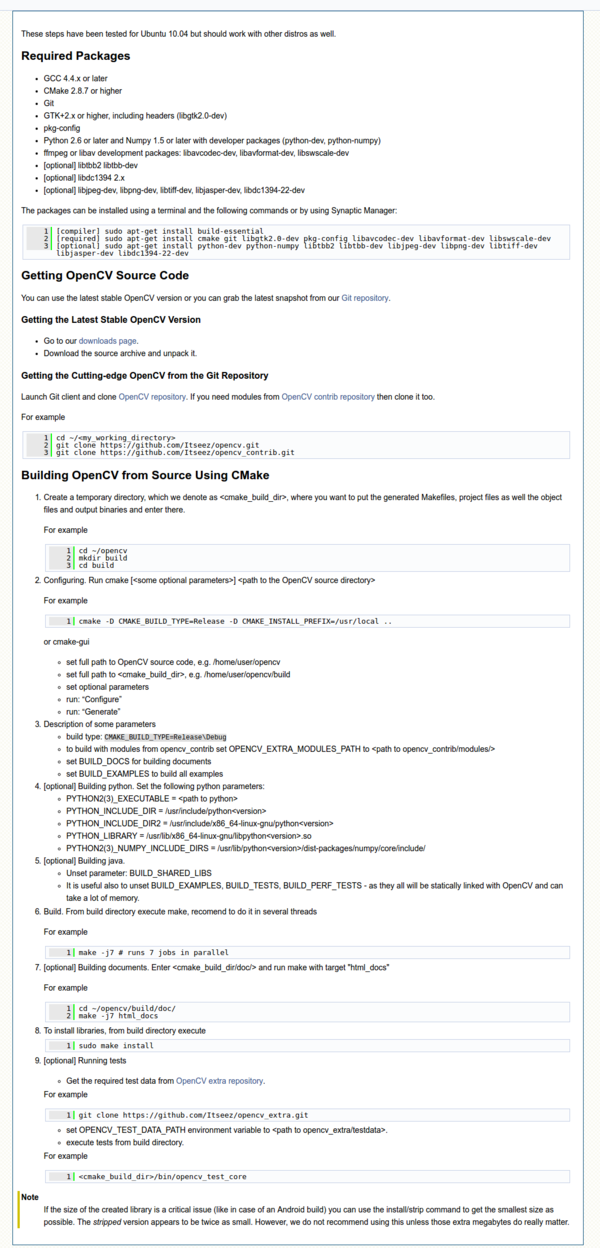 These steps have been tested for Ubuntu 10.04 but should work with other distros as well.
Required Packages
• GCC 4.4.x or later
• CMake 2.8.7 or higher
• Git
• GTK+2.x or higher, including headers (libgtk2.0-dev)
• pkg-config
• Python 2.6 or later and Numpy 1.5 or later with developer packages (python-dev, python-numpy)
• ffmpeg or libav development packages: libavcodec-dev, libavformat-dev, libswscale-dev
• [optional] libtbb2 libtbb-dev
• [optional] libdc1394 2.x
• [optional] libjpeg-dev, libpng-dev, libtiff-dev, libjasper-dev, libdc1394-22-dev
The packages can be installed using a terminal and the following commands or by using Synaptic Manager:
1 [compiler] sudo apt-get install build-essential
2 [required] sudo apt-get install cmake git libgtk2.0-dev pkg-config libavcodec-dev libavformat-dev libswscale-dev
3 [optional] sudo apt-get install python-dev python-numpy libtbb2 libtbb-dev libjpeg-dev libpng-dev libtiff-dev
libjasper-dev libdc1394-22-dev
Getting OpenCV Source Code
You can use the latest stable OpenCV version or you can grab the latest snapshot from our Git repository.
Getting the Latest Stable OpenCV Version
• Go to our downloads page.
• Download the source archive and unpack it.
Getting the Cutting-edge OpenCV from the Git Repository
Launch Git client and clone OpenCV repository. If you need modules from OpenCV contrib repository then clone it too.
For example
1 cd ~/<my_working_directory>
2 git clone https://github.com/Itseez/opencv.git
3 git clone https://github.com/Itseez/opencv_contrib.git
Building OpenCV from Source Using CMake
1. Create a temporary directory, which we denote as <cmake_build_dir>, where you want to put the generated Makefiles, project files as well the object
files and output binaries and enter there.
For example
1 cd ~/opencv
2 mkdir build
3 cd build
2. Configuring. Run cmake [<some optional parameters>] <path to the OpenCV source directory>
For example
1 cmake -D CMAKE_BUILD_TYPE=Release -D CMAKE_INSTALL_PREFIX=/usr/local ..
or cmake-gui
◦ set full path to OpenCV source code, e.g. /home/user/opencv
◦ set full path to <cmake_build_dir>, e.g. /home/user/opencv/build
◦ set optional parameters
◦ run: “Configure”
◦ run: “Generate”
3. Description of some parameters
◦ build type: CMAKE_BUILD_TYPE=Release\Debug
◦ to build with modules from opencv_contrib set OPENCV_EXTRA_MODULES_PATH to <path to opencv_contrib/modules/>
◦ set BUILD_DOCS for building documents
◦ set BUILD_EXAMPLES to build all examples
4. [optional] Building python. Set the following python parameters:
◦ PYTHON2(3)_EXECUTABLE = <path to python>
◦ PYTHON_INCLUDE_DIR = /usr/include/python<version>
◦ PYTHON_INCLUDE_DIR2 = /usr/include/x86_64-linux-gnu/python<version>
◦ PYTHON_LIBRARY = /usr/lib/x86_64-linux-gnu/libpython<version>.so
◦ PYTHON2(3)_NUMPY_INCLUDE_DIRS = /usr/lib/python<version>/dist-packages/numpy/core/include/
5. [optional] Building java.
◦ Unset parameter: BUILD_SHARED_LIBS
◦ It is useful also to unset BUILD_EXAMPLES, BUILD_TESTS, BUILD_PERF_TESTS - as they all will be statically linked with OpenCV and can
take a lot of memory.
6. Build. From build directory execute make, recomend to do it in several threads
For example
1 make -j7 # runs 7 jobs in parallel
7. [optional] Building documents. Enter <cmake_build_dir/doc/> and run make with target "html_docs"
For example
1 cd ~/opencv/build/doc/
2 make -j7 html_docs
8. To install libraries, from build directory execute
1 sudo make install
9. [optional] Running tests
◦ Get the required test data from OpenCV extra repository.
For example
1 git clone https://github.com/Itseez/opencv_extra.git
◦ set OPENCV_TEST_DATA_PATH environment variable to <path to opencv_extra/testdata>.
◦ execute tests from build directory.
For example
1 <cmake_build_dir>/bin/opencv_test_core
Note
If the size of the created library is a critical issue (like in case of an Android build) you can use the install/strip command to get the smallest size as
possible. The stripped version appears to be twice as small. However, we do not recommend using this unless those extra megabytes do really matter.